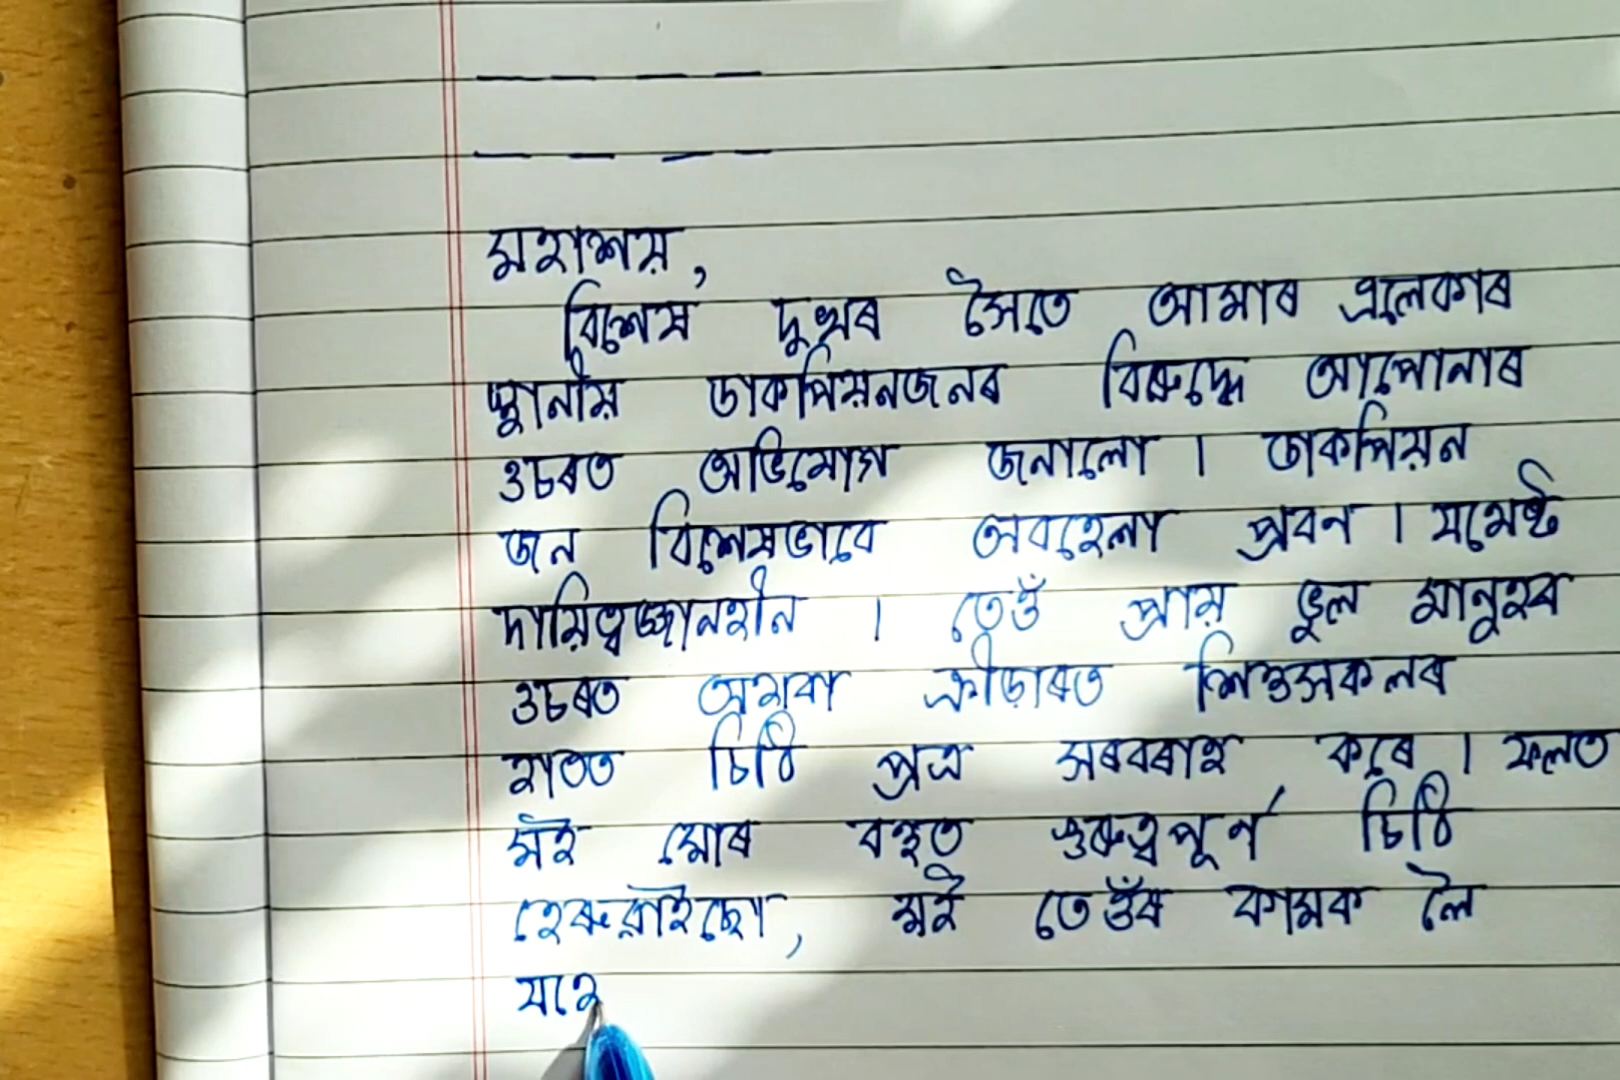 মহাশয়,
বিশেষ দুখৰ সৈতে আমাৰ এলেকাৰ
স্থানীয় ডাকপিয়নজনৰ বিৰুদ্ধে আপোনাৰ
ওচৰত অভিযোগ জনালো । ডাকপিয়ন
জন বিশেষভাবে অবহেলা প্ৰবন । যথেষ্ট
দায়িত্বজ্ঞানহীন । তেওঁ প্ৰায় ভুল মানুহৰ
ওচৰত অথবা ক্ৰীড়াৰত শিশুসকলৰ
হাতত চিঠি পত্ৰ সৰবৰাহ কৰে । ফলত
মই মোৰ বহুত গুৰুত্বপূৰ্ণ চিঠি
হেৰুৱাইছো, মই তেওঁৰ কামক লৈ
যথে